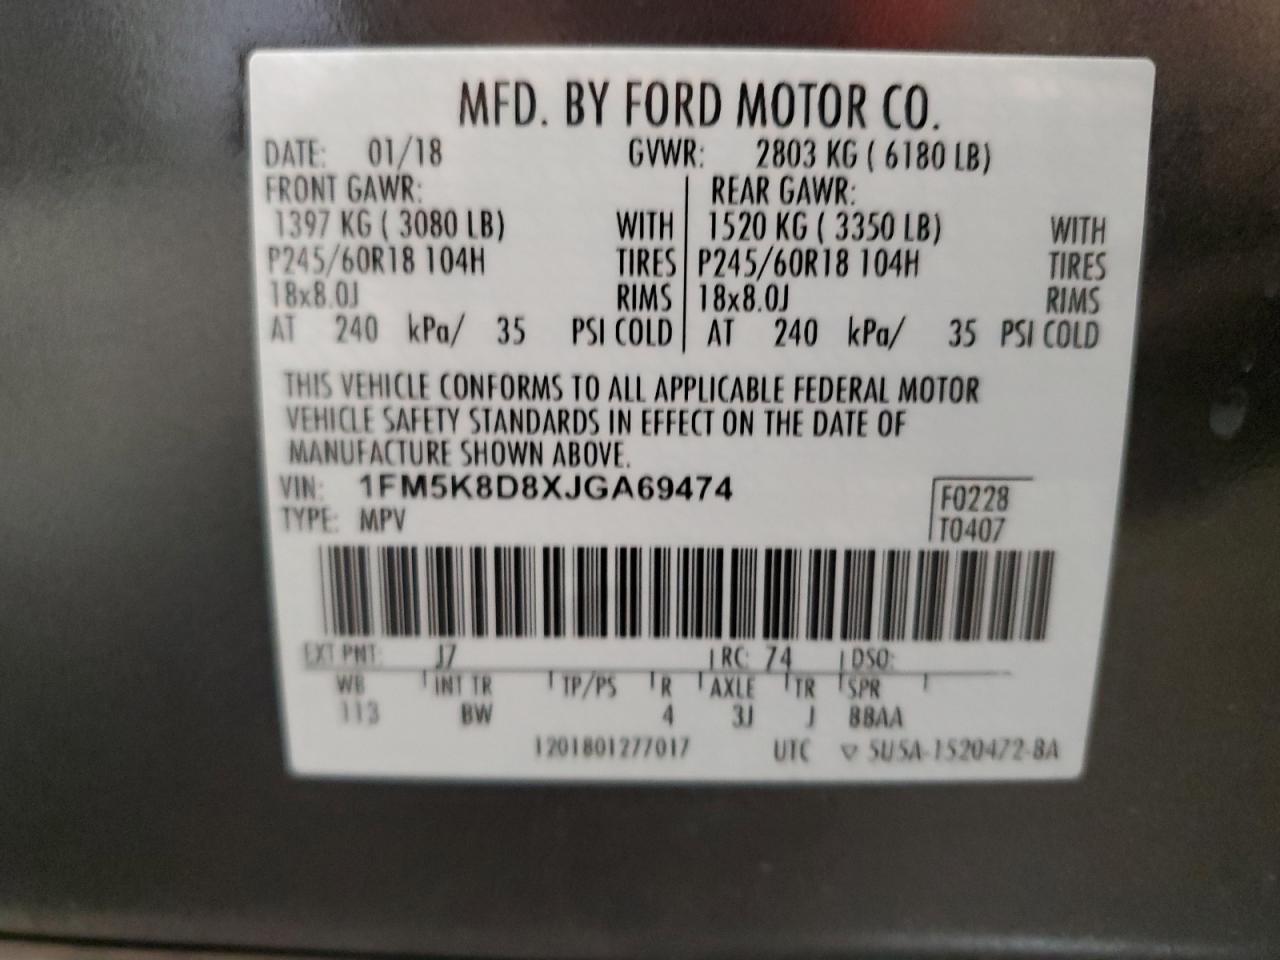 MFD. BY FORD MOTOR CO.
DATE: 01/18 GVWR: 2803 KG ( 6180 LB)
FRONT GAWR: REAR GAWR:
1397 KG ( 3080 LB) WITH 1520 KG ( 3350 LB) WITH
P245/60R18 104H TIRES P245/60R18 104H TIRES
18x8.0J RIMS 18x8.0J RIMS
AT 240 kPa/ 35 PSI COLD AT 240 kPa/ 35 PSI COLD
THIS VEHICLE CONFORMS TO ALL APPLICABLE FEDERAL MOTOR
VEHICLE SAFETY STANDARDS IN EFFECT ON THE DATE OF
MANUFACTURE SHOWN ABOVE.
VIN: 1FM5K8D8XJGA69474 F0228
TYPE: MPV T0407
EXT PNT: J7 RC: 74 DSO:
WB INT TR TP/PS R AXLE TR SPR
113 BW 4 3J J BBAA
1201801277017 UTC ▽ 5U5A-1520472-BA